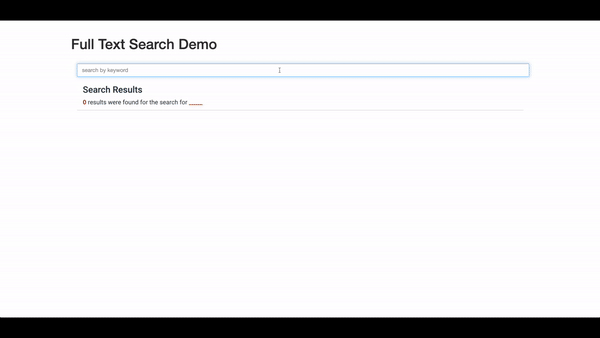 Full Text Search Demo
search by keyword
Search Results
0 results were found for the search for _____